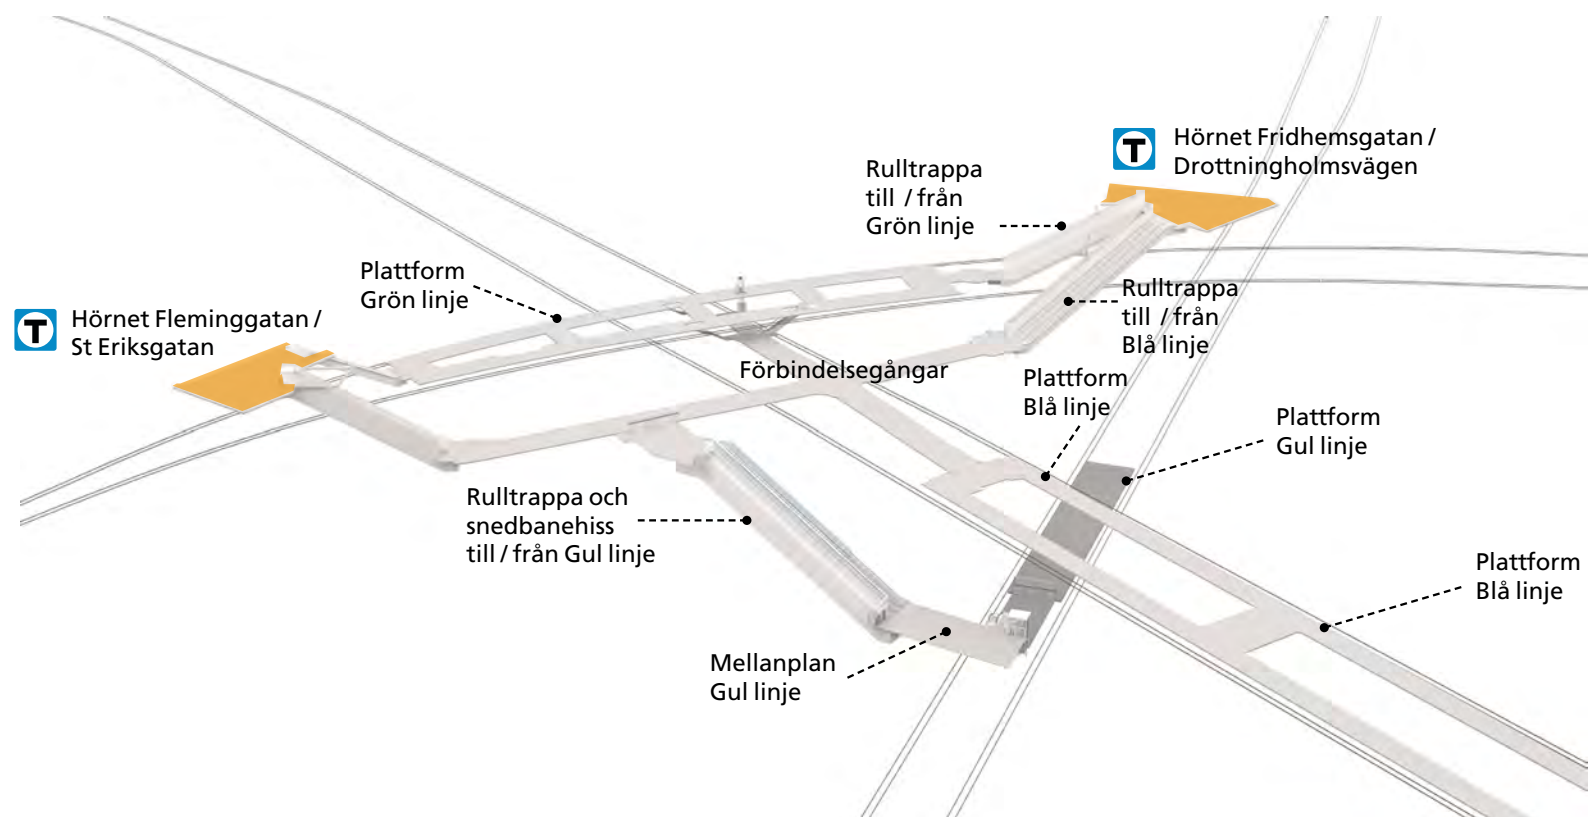 T
Hörnet Fridhemsgatan /
Drottningholmsvägen
Rulltrappa
till / från
Grön linje
Plattform
Grön linje
T
Hörnet Fleminggatan /
St Eriksgatan
Rulltrappa
till / från
Blå linje
Förbindelsegångar
Plattform
Blå linje
Plattform
Gul linje
Rulltrappa och
snedbanehiss
till / från Gul linje
Plattform
Blå linje
Mellanplan
Gul linje